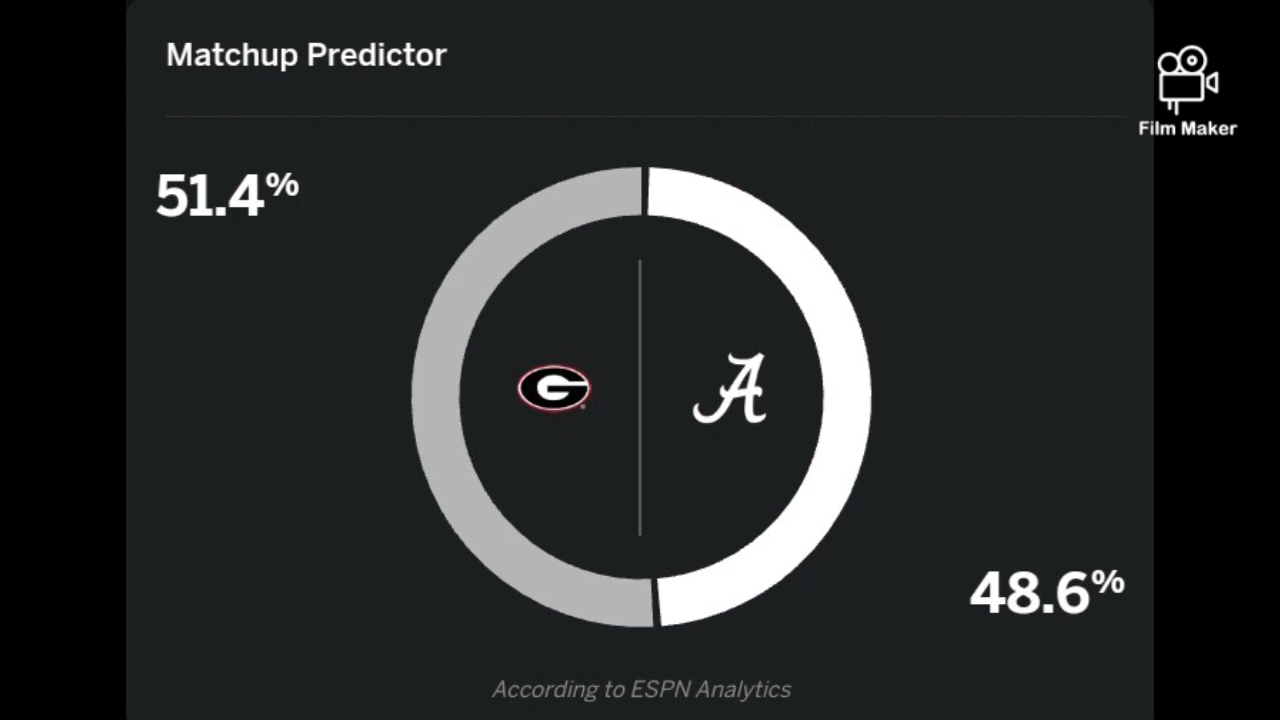 Matchup Predictor
Film Maker
51.4%
G
A
48.6%
According to ESPN Analytics